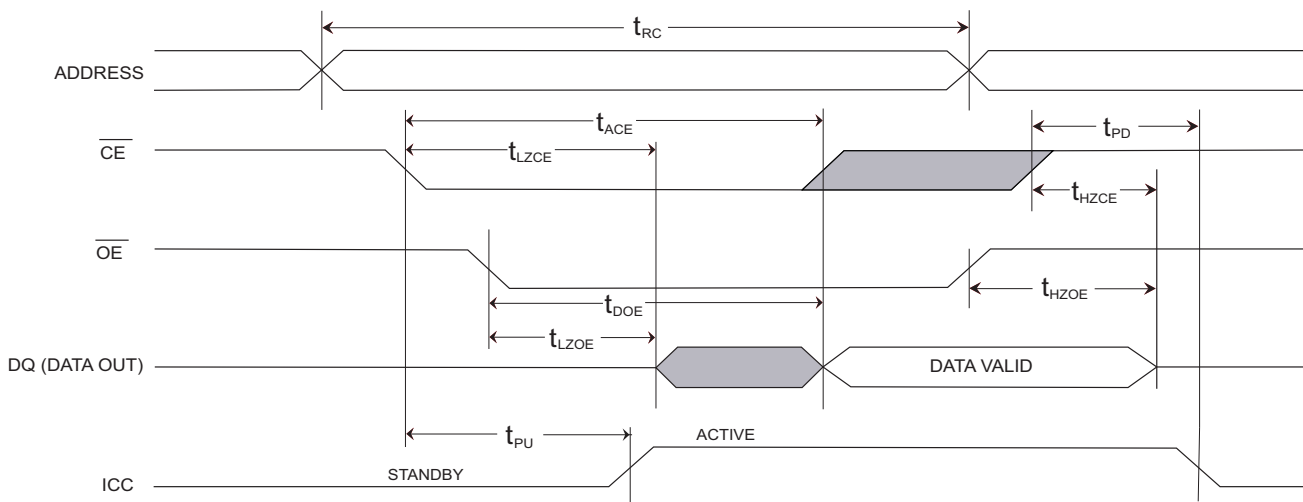 tRC
ADDRESS
tACE
tPD
CE
tLZCE
tHZCE
OE
tHZOE
tDOE
tLZOE
DQ (DATA OUT)
DATA VALID
tPU
ACTIVE
STANDBY
ICC